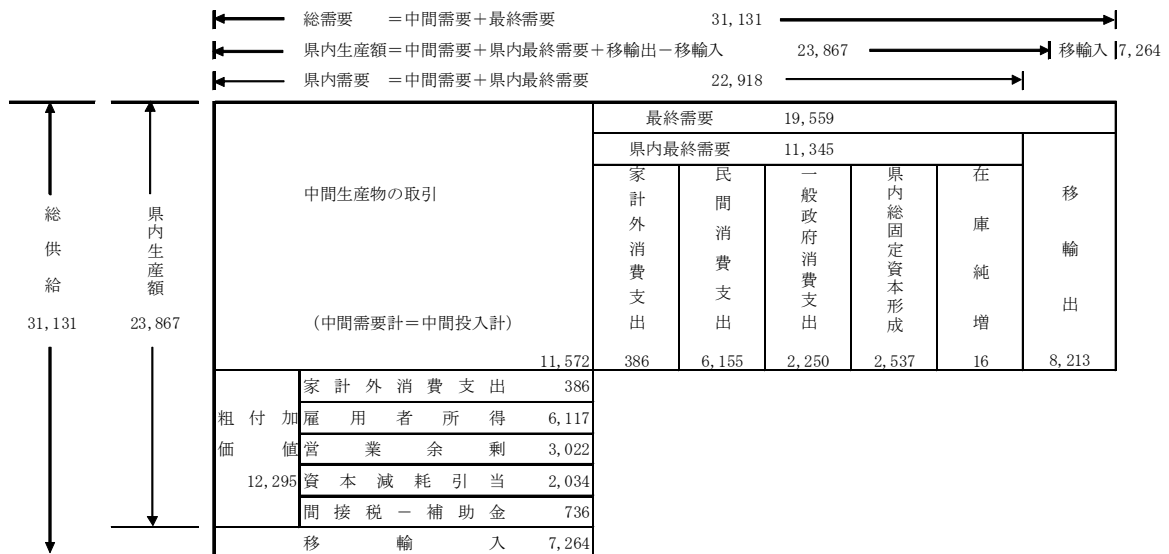 総需要　＝中間需要＋最終需要　31,131
県内生産額＝中間需要＋県内最終需要＋移輸出－移輸入　23,867　移輸入　7,264
県内需要　＝中間需要＋県内最終需要　22,918
総供給
31,131
県内生産額
23,867
中間生産物の取引
（中間需要計＝中間投入計）
11,572
最終需要　19,559
県内最終需要　11,345
家計外消費支出
386
民間消費支出
6,155
一般政府消費支出
2,250
県内総固定資本形成
2,537
在庫純増
16
移輸出
8,213
粗付加価値
12,295
家計外消費支出　386
雇用者所得　6,117
営業余剰　3,022
資本減耗引当　2,034
間接税－補助金　736
移輸入　7,264